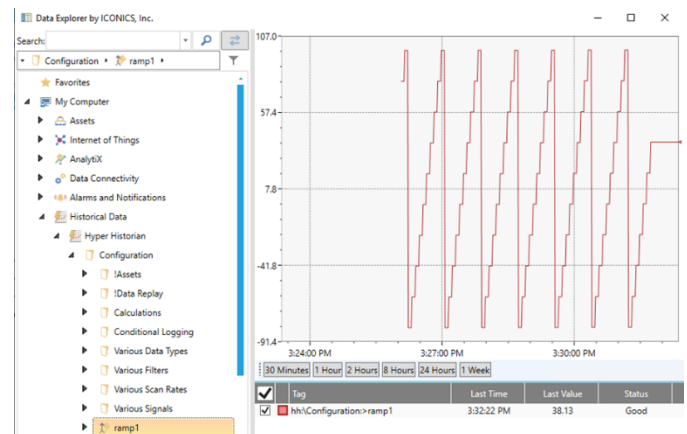 Data Explorer by ICONICS, Inc.
Search:
Configuration ramp1
Favorites
My Computer
Assets
Internet of Things
AnalytiX
Data Connectivity
Alarms and Notifications
Historical Data
Hyper Historian
Configuration
!Assets
!Data Replay
Calculations
Conditional Logging
Various Data Types
Various Filters
Various Scan Rates
Various Signals
ramp1
107.0
57.4
7.8
-41.8
-91.4
3:24:00 PM 3:27:00 PM 3:30:00 PM
30 Minutes 1 Hour 2 Hours 8 Hours 24 Hours 1 Week
Tag Last Time Last Value Status
hh:\Configuration:>ramp1 3:32:22 PM 38.13 Good